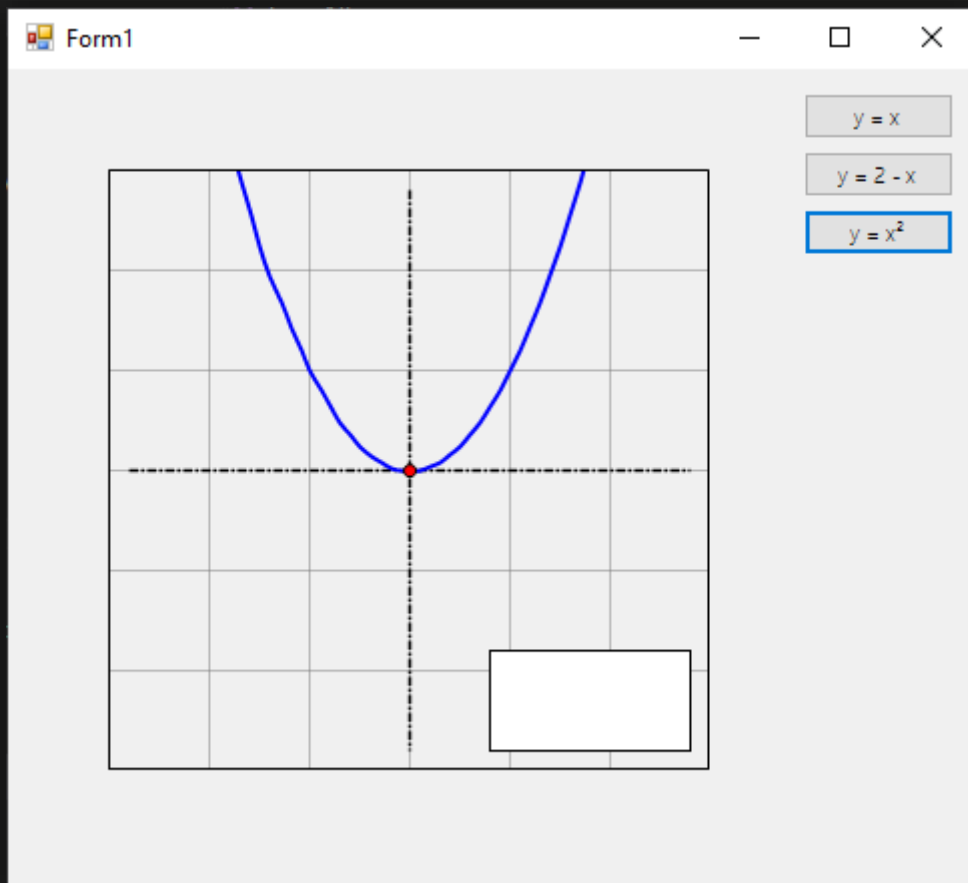 Form1
y = x
y = 2 - x
y = x²